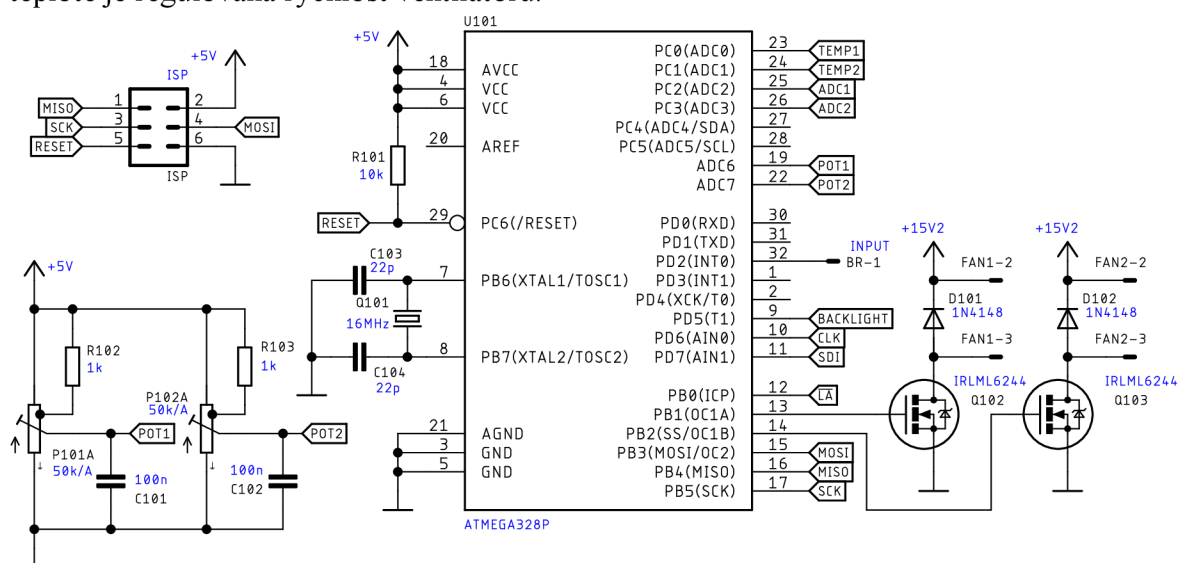 teplotě je regulována rychlost ventilátorů.
U101
+5V
ISP
MISO 1 2
SCK 3 4 MOSI
RESET 5 6
ISP
+5V
18 AVCC
4 VCC
6 VCC
20 AREF
R101
10k
RESET 29 PC6(/RESET)
C103
22p
7 PB6(XTAL1/TOSC1)
Q101
16MHz
8 PB7(XTAL2/TOSC2)
C104
22p
21 AGND
3 GND
5 GND
ATMEGA328P
PC0(ADC0) 23 TEMP1
PC1(ADC1) 24 TEMP2
PC2(ADC2) 25 ADC1
PC3(ADC3) 26 ADC2
PC4(ADC4/SDA) 27
PC5(ADC5/SCL) 28
ADC6 19 POT1
ADC7 22 POT2
PD0(RXD) 30
PD1(TXD) 31
PD2(INT0) 32
INPUT
BR-1
PD3(INT1) 1
PD4(XCK/T0) 2
PD5(T1) 9 BACKLIGHT
PD6(AIN0) 10 CLK
PD7(AIN1) 11 SDI
PB0(ICP) 12 LA
PB1(OC1A) 13
PB2(SS/OC1B) 14
PB3(MOSI/OC2) 15 MOSI
PB4(MISO) 16 MISO
PB5(SCK) 17 SCK
+5V
R102
1k
R103
1k
P102A
50k/A
POT1
POT2
P101A
50k/A
100n
C101
100n
C102
+15V2
FAN1-2
D101
1N4148
FAN1-3
IRLML6244
Q102
+15V2
FAN2-2
D102
1N4148
FAN2-3
IRLML6244
Q103